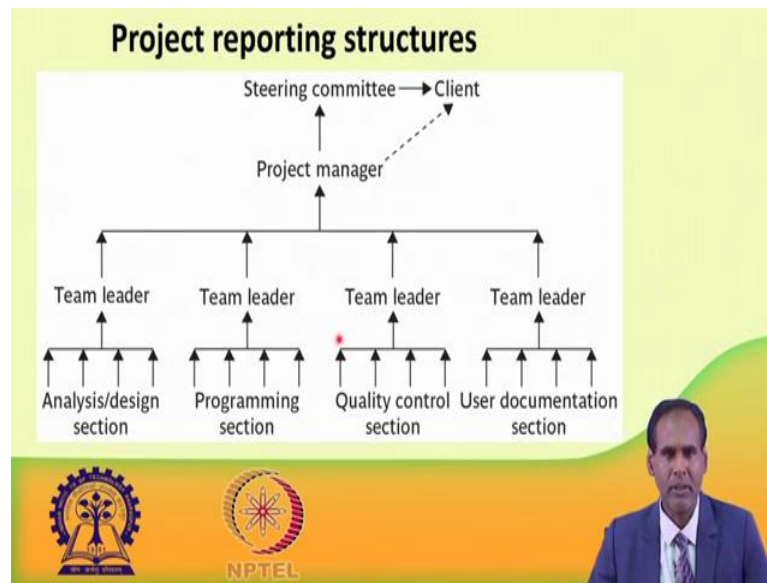 Project reporting structures
Steering committee Client
Project manager
Team leader Team leader Team leader Team leader
Analysis/design Programming Quality control User documentation
section section section section
NPTEL